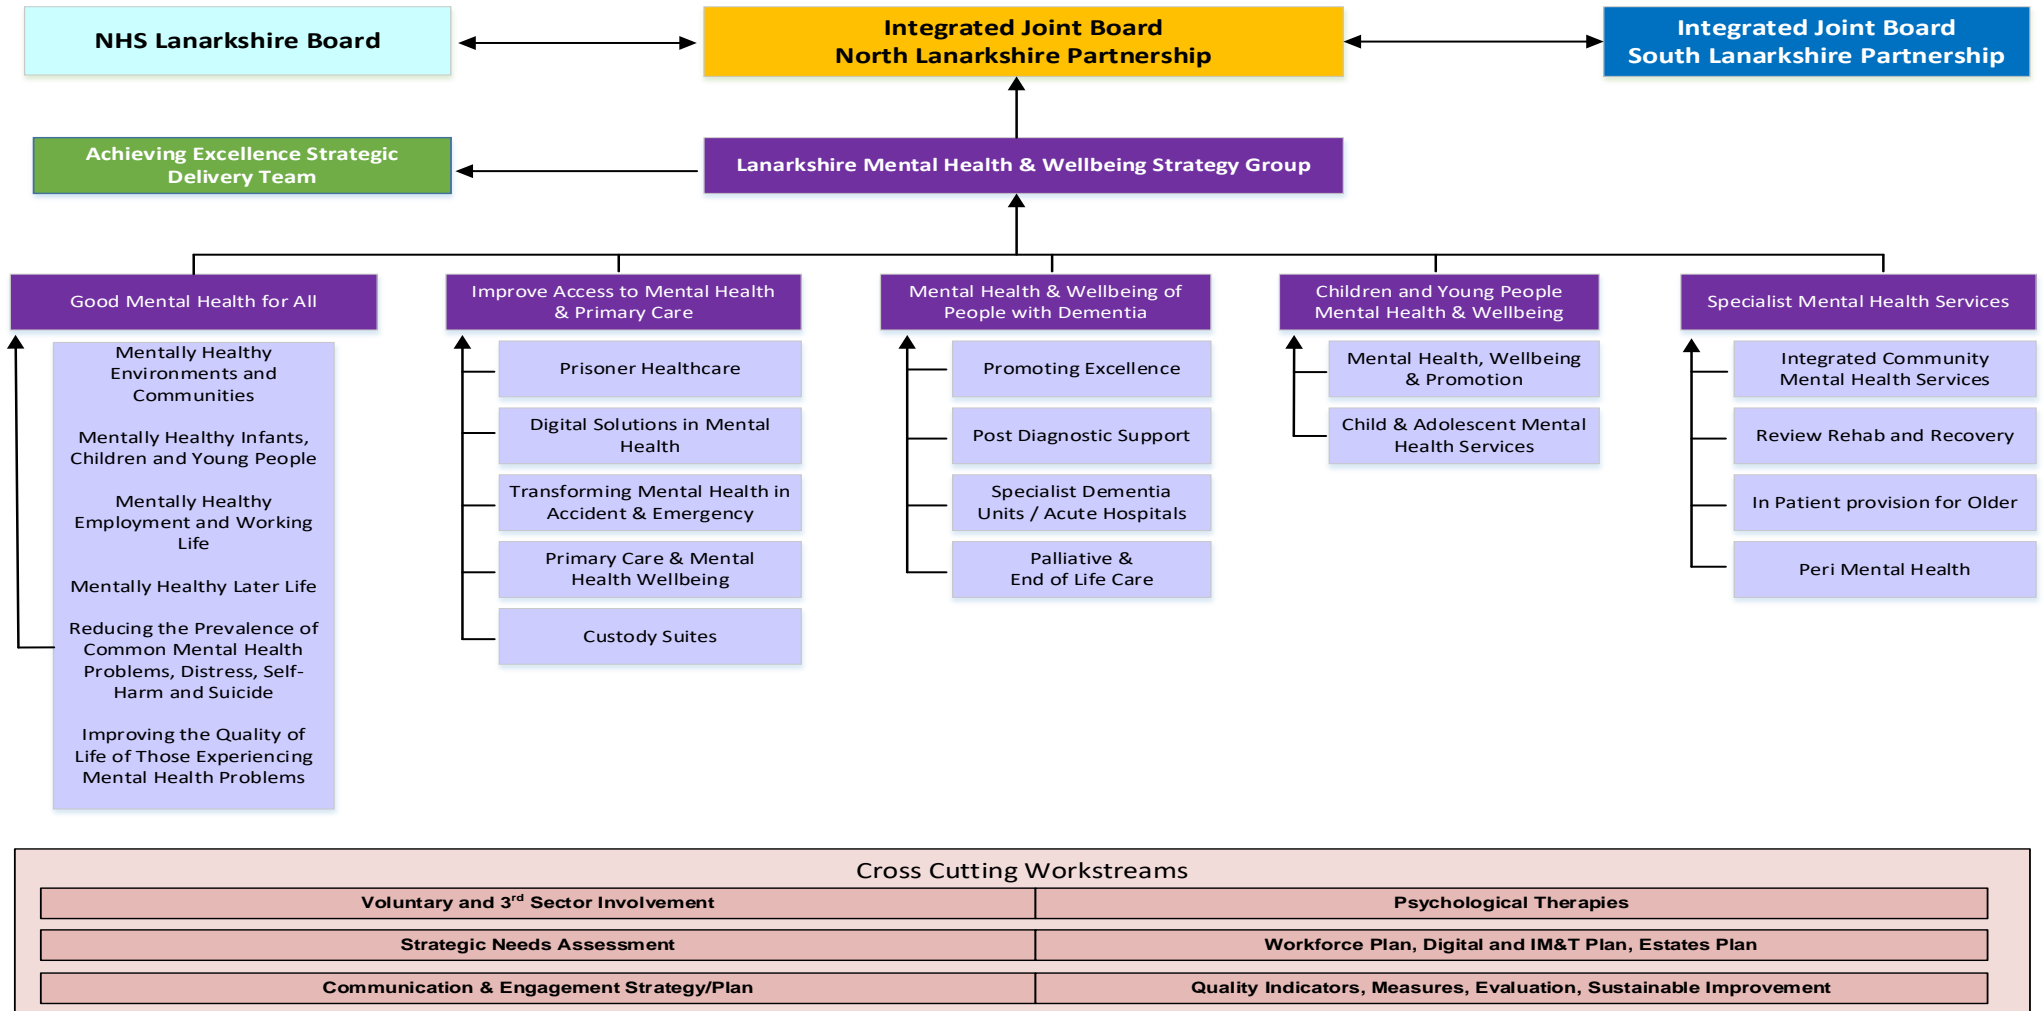 NHS Lanarkshire Board
Integrated Joint Board
North Lanarkshire Partnership
Integrated Joint Board
South Lanarkshire Partnership
Achieving Excellence Strategic
Delivery Team
Lanarkshire Mental Health & Wellbeing Strategy Group
Good Mental Health for All
Mentally Healthy
Environments and
Communities
Mentally Healthy Infants,
Children and Young People
Mentally Healthy
Employment and Working
Life
Mentally Healthy Later Life
Reducing the Prevalence of
Common Mental Health
Problems, Distress, Self-
Harm and Suicide
Improving the Quality of
Life of Those Experiencing
Mental Health Problems
Improve Access to Mental Health
& Primary Care
Prisoner Healthcare
Digital Solutions in Mental
Health
Transforming Mental Health in
Accident & Emergency
Primary Care & Mental
Health Wellbeing
Custody Suites
Mental Health & Wellbeing of
People with Dementia
Promoting Excellence
Post Diagnostic Support
Specialist Dementia
Units / Acute Hospitals
Palliative &
End of Life Care
Children and Young People
Mental Health & Wellbeing
Mental Health, Wellbeing
& Promotion
Child & Adolescent Mental
Health Services
Specialist Mental Health Services
Integrated Community
Mental Health Services
Review Rehab and Recovery
In Patient provision for Older
Peri Mental Health
Cross Cutting Workstreams
Voluntary and 3rd Sector Involvement
Psychological Therapies
Strategic Needs Assessment
Workforce Plan, Digital and IM&T Plan, Estates Plan
Communication & Engagement Strategy/Plan
Quality Indicators, Measures, Evaluation, Sustainable Improvement